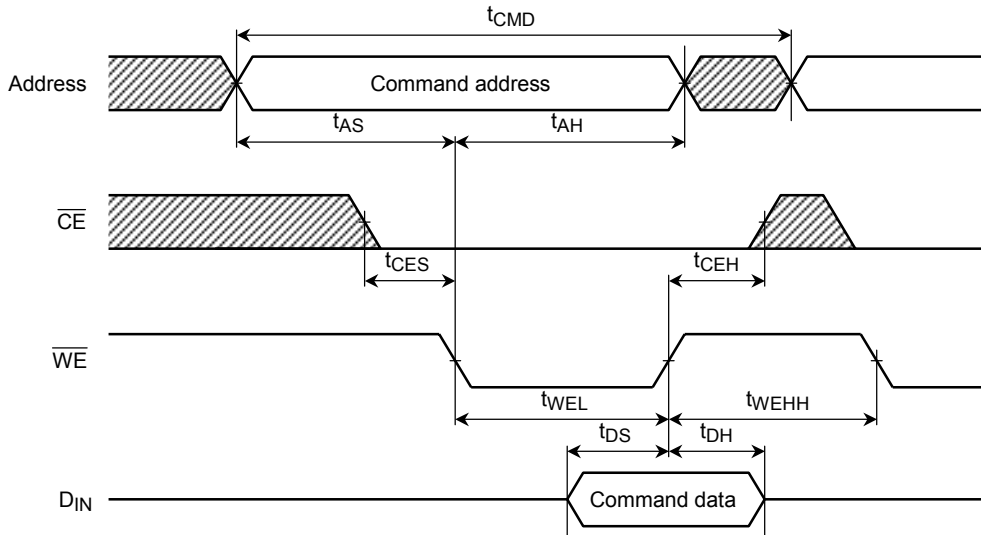 tCMD
Address
Command address
tAS
tAH
CE
tCES
tCEH
WE
tWEL
tWEHH
tDS
tDH
DIN
Command data